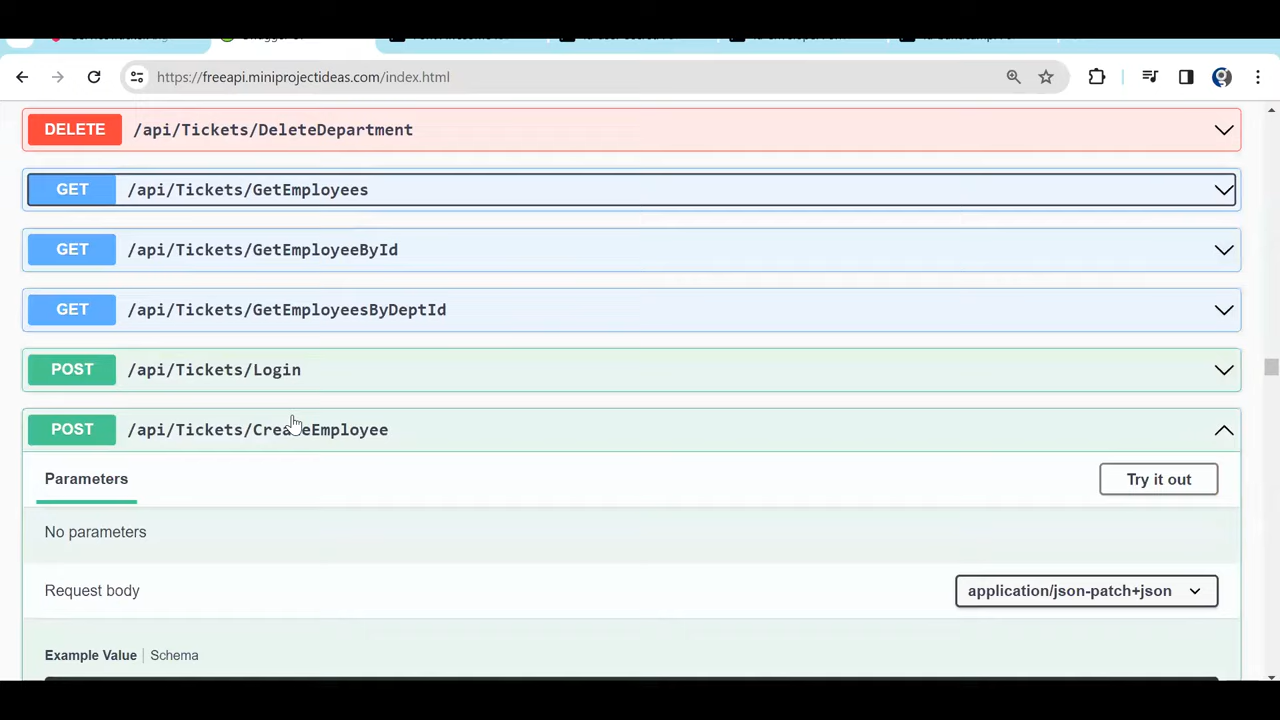 https://freeapi.miniprojectideas.com/index.html
DELETE /api/Tickets/DeleteDepartment
GET /api/Tickets/GetEmployees
GET /api/Tickets/GetEmployeeById
GET /api/Tickets/GetEmployeesByDeptId
POST /api/Tickets/Login
POST /api/Tickets/CreateEmployee
Parameters
Try it out
No parameters
Request body
application/json-patch+json
Example Value | Schema